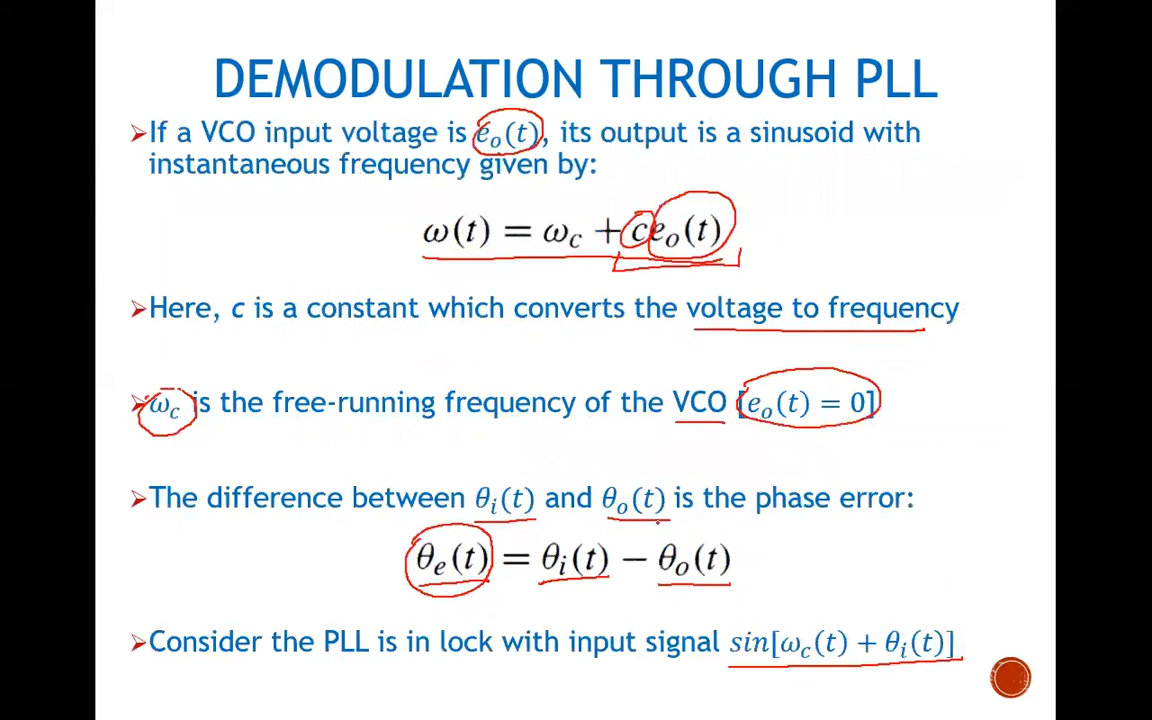 DEMODULATION THROUGH PLL
➢If a VCO input voltage is e_o(t), its output is a sinusoid with
instantaneous frequency given by:
ω(t) = ω_c + ce_o(t)
➢Here, c is a constant which converts the voltage to frequency
➢ω_c is the free-running frequency of the VCO [e_o(t) = 0]
➢The difference between θ_i(t) and θ_o(t) is the phase error:
θ_e(t) = θ_i(t) − θ_o(t)
➢Consider the PLL is in lock with input signal sin[ω_c(t) + θ_i(t)]